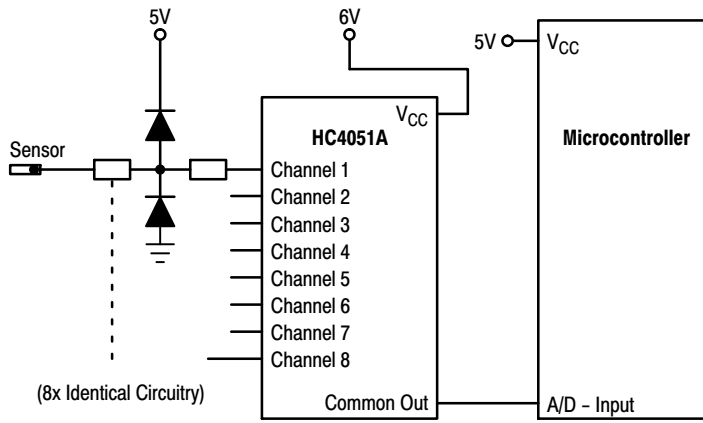 5V
6V
5V
VCC
VCC
HC4051A
Microcontroller
Sensor
Channel 1
Channel 2
Channel 3
Channel 4
Channel 5
Channel 6
Channel 7
Channel 8
(8x Identical Circuitry)
Common Out
A/D – Input